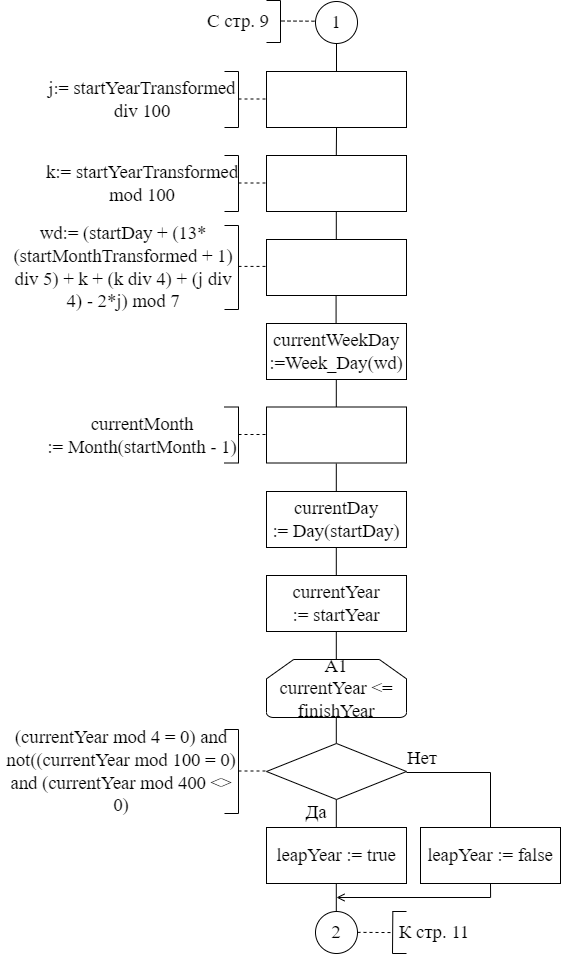 С стр. 9
1
j:= startYearTransformed
div 100
k:= startYearTransformed
mod 100
wd:= (startDay + (13*
(startMonthTransformed + 1)
div 5) + k + (k div 4) + (j div
4) - 2*j) mod 7
currentWeekDay
:=Week_Day(wd)
currentMonth
:= Month(startMonth - 1)
currentDay
:= Day(startDay)
currentYear
:= startYear
A1
currentYear <=
finishYear
(currentYear mod 4 = 0) and
not((currentYear mod 100 = 0)
and (currentYear mod 400 <>
0)
Нет
Да
leapYear := true
leapYear := false
2
К стр. 11